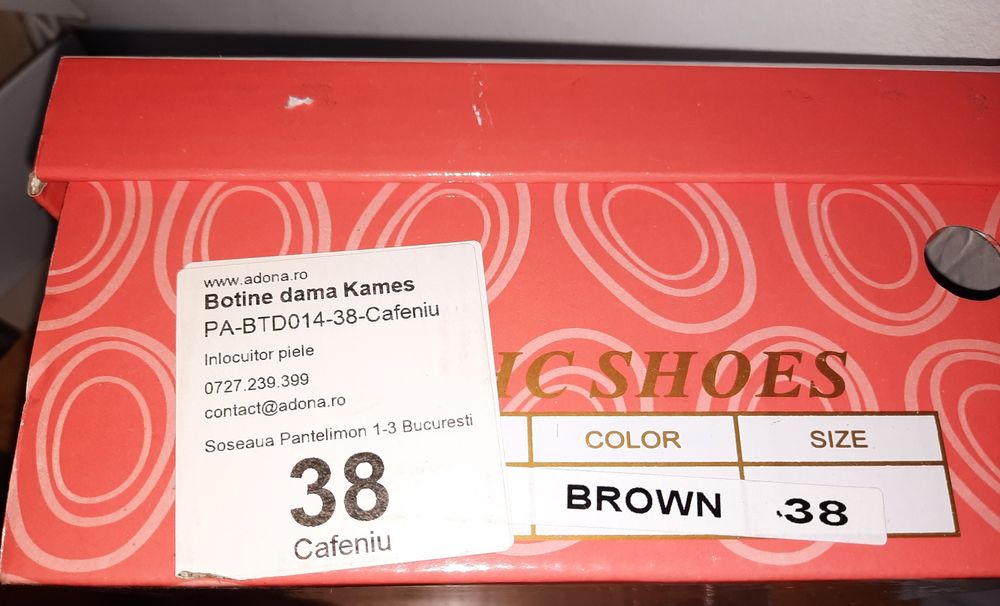 www.adona.ro
Botine dama Kames
PA-BTD014-38-Cafeniu
Inlocuitor piele
0727.239.399
contact@adona.ro
Soseaua Pantelimon 1-3 Bucuresti
38
Cafeniu
IC SHOES
COLOR SIZE
BROWN 38